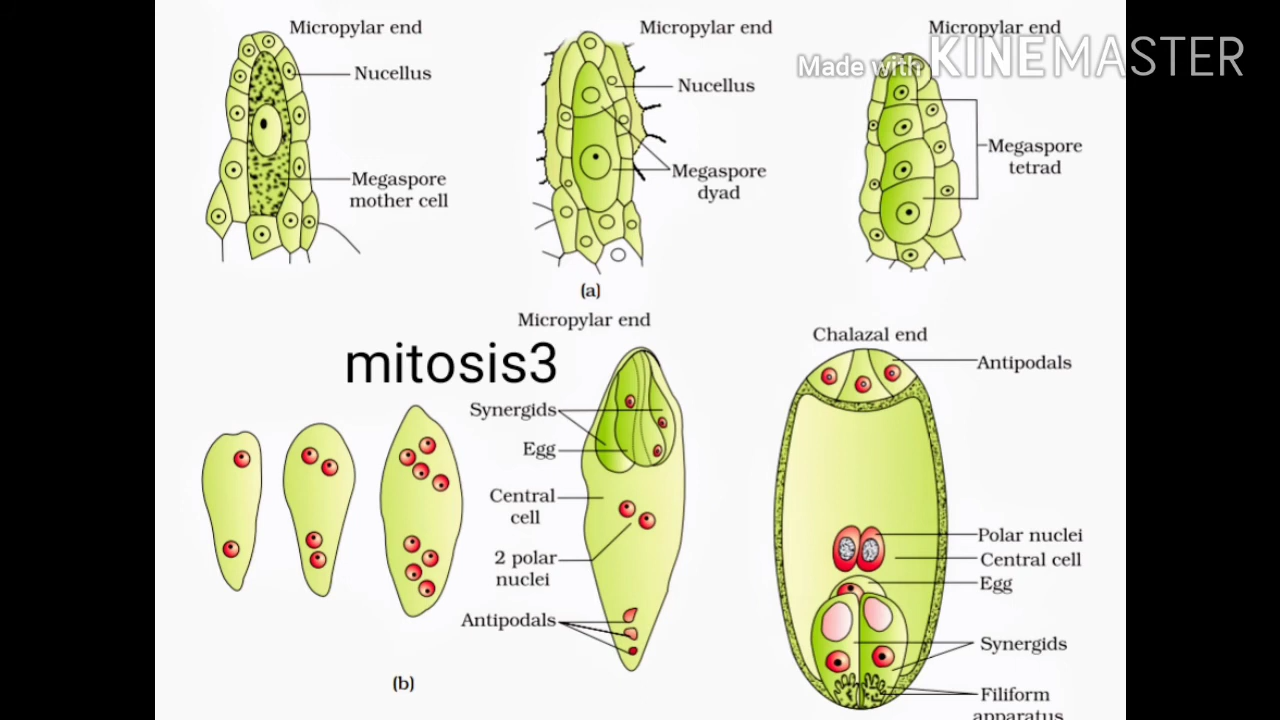 Micropylar end
Micropylar end
Micropylar end
Made with KINEMASTER
Nucellus
Nucellus
Megaspore
mother cell
Megaspore
dyad
Megaspore
tetrad
(a)
Micropylar end
Chalazal end
mitosis3
Antipodals
Synergids
Egg
Central
cell
2 polar
nuclei
Antipodals
Polar nuclei
Central cell
Egg
Synergids
Filiform
apparatus
(b)